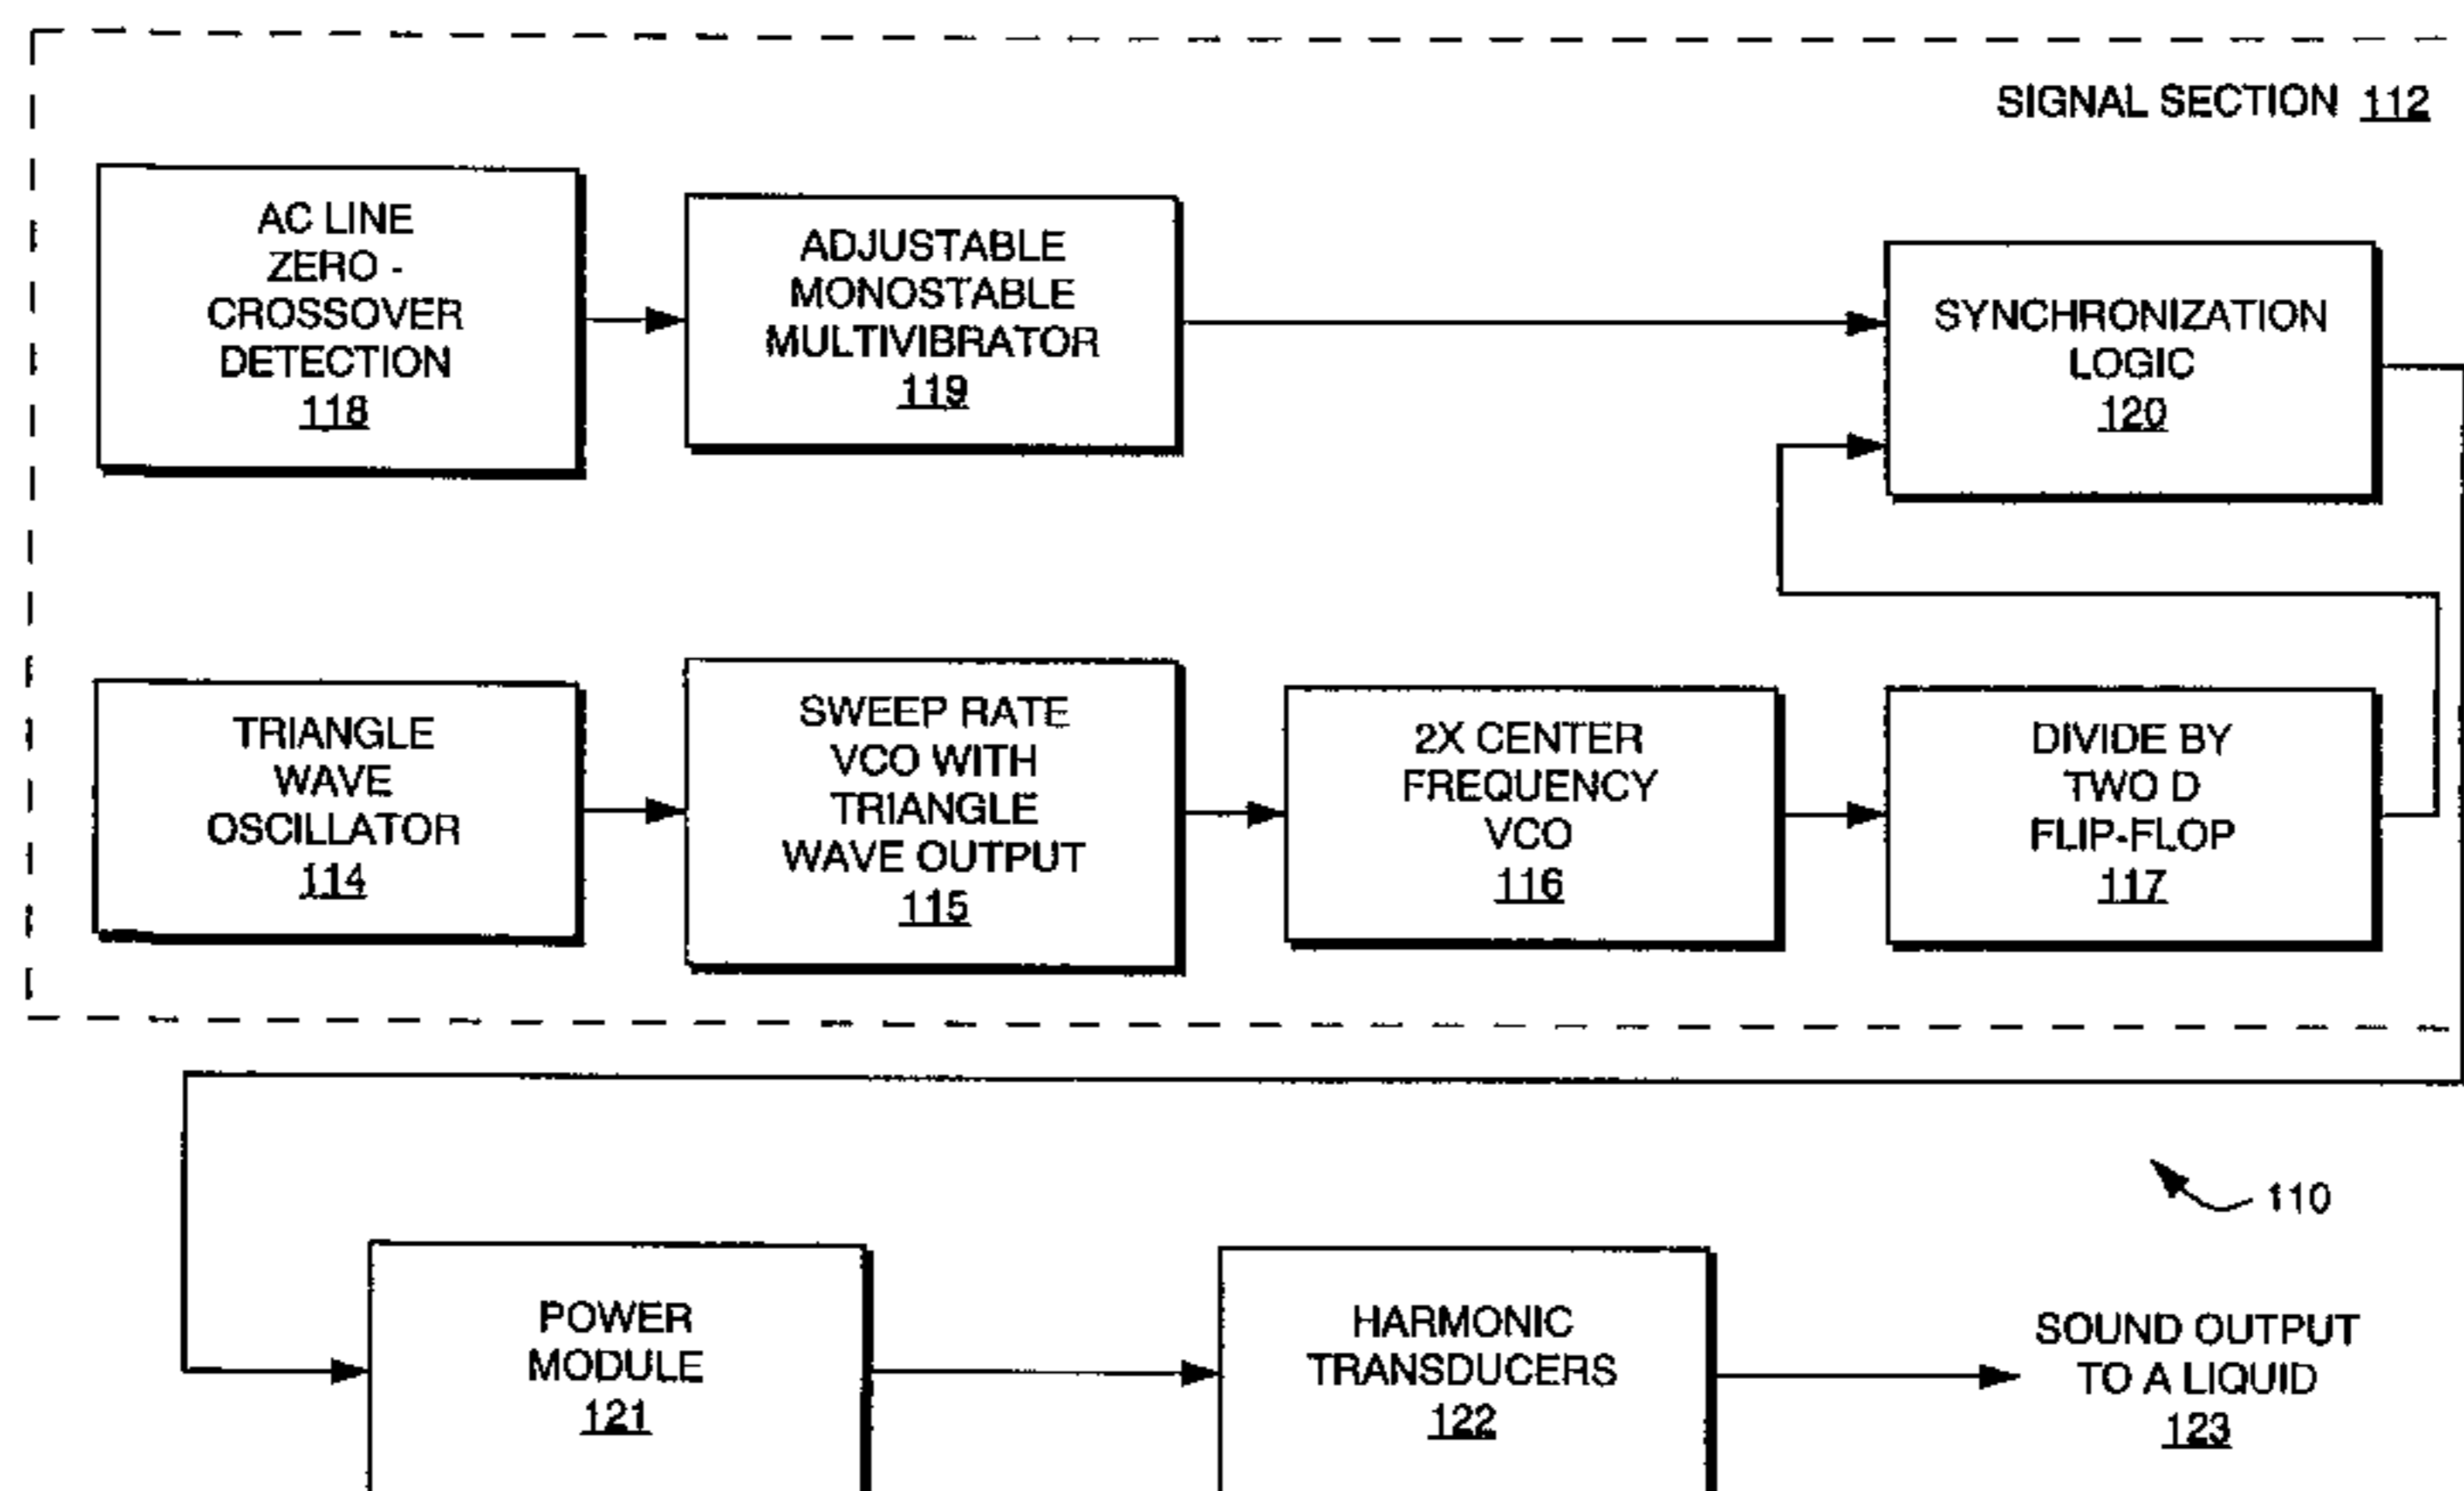 SIGNAL SECTION 112
AC LINE
ZERO -
CROSSOVER
DETECTION
118
ADJUSTABLE
MONOSTABLE
MULTIVIBRATOR
119
SYNCHRONIZATION
LOGIC
120
TRIANGLE
WAVE
OSCILLATOR
114
SWEEP RATE
VCO WITH
TRIANGLE
WAVE OUTPUT
115
2X CENTER
FREQUENCY
VCO
116
DIVIDE BY
TWO D
FLIP-FLOP
117
110
POWER
MODULE
121
HARMONIC
TRANSDUCERS
122
SOUND OUTPUT
TO A LIQUID
123